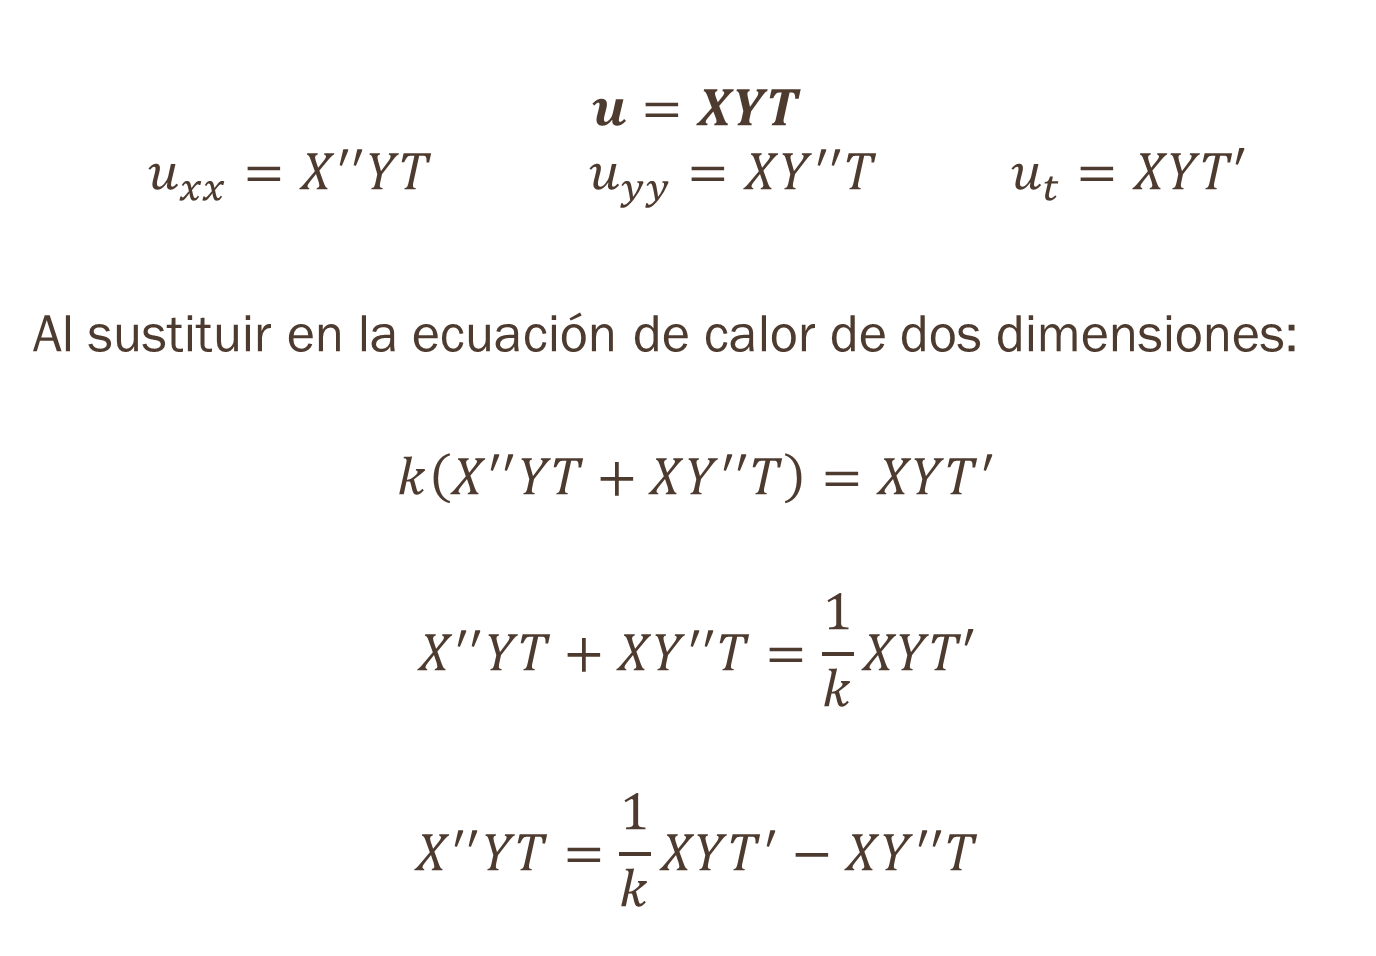 u = XYT
u_xx = X′′YT u_yy = XY′′T u_t = XYT′
Al sustituir en la ecuación de calor de dos dimensiones:
k(X′′YT + XY′′T) = XYT′
X′′YT + XY′′T = 1/k XYT′
X′′YT = 1/k XYT′ − XY′′T